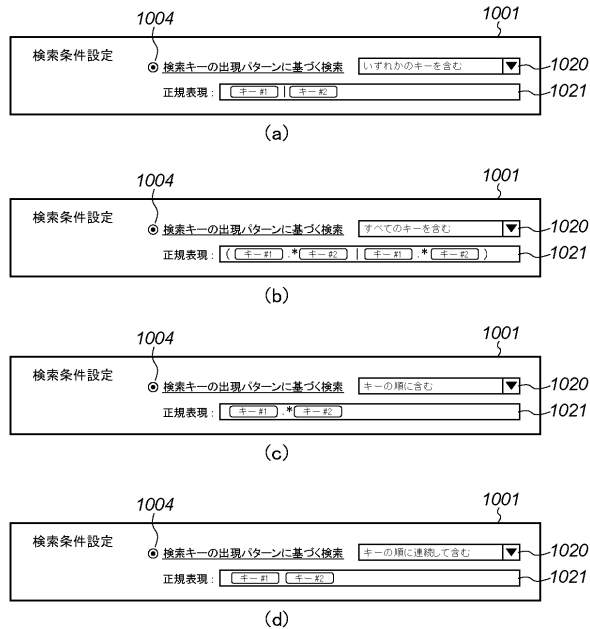 1004 1001
検索条件設定
検索キーの出現パターンに基づく検索 いずれかのキーを含む 1020
正規表現： キー #1 | キー #2 1021
(a)
1004 1001
検索条件設定
検索キーの出現パターンに基づく検索 すべてのキーを含む 1020
正規表現： ( キー #1 .* キー #2 | キー #1 .* キー #2 ) 1021
(b)
1004 1001
検索条件設定
検索キーの出現パターンに基づく検索 キーの順に含む 1020
正規表現： キー #1 .* キー #2 1021
(c)
1004 1001
検索条件設定
検索キーの出現パターンに基づく検索 キーの順に連続して含む 1020
正規表現： キー #1 キー #2 1021
(d)